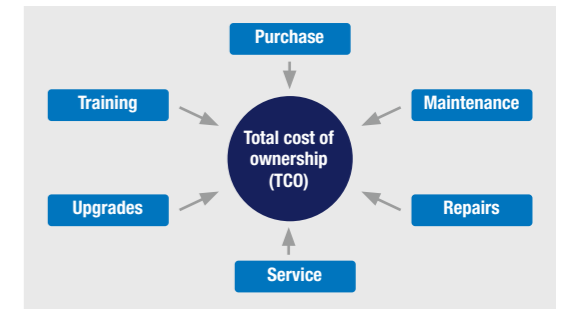 Purchase
Training
Maintenance
Total cost of
ownership
(TCO)
Upgrades
Repairs
Service